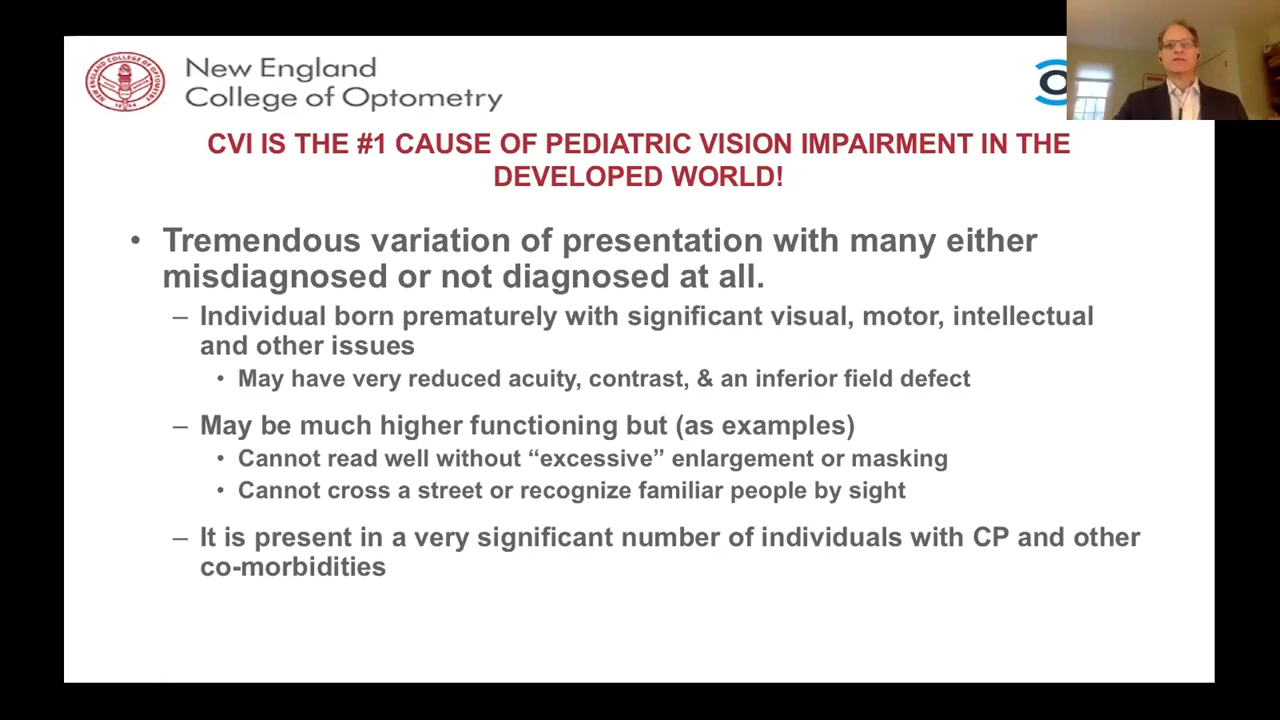 New England
College of Optometry
CVI IS THE #1 CAUSE OF PEDIATRIC VISION IMPAIRMENT IN THE
DEVELOPED WORLD!
• Tremendous variation of presentation with many either
misdiagnosed or not diagnosed at all.
– Individual born prematurely with significant visual, motor, intellectual
and other issues
• May have very reduced acuity, contrast, & an inferior field defect
– May be much higher functioning but (as examples)
• Cannot read well without “excessive” enlargement or masking
• Cannot cross a street or recognize familiar people by sight
– It is present in a very significant number of individuals with CP and other
co-morbidities